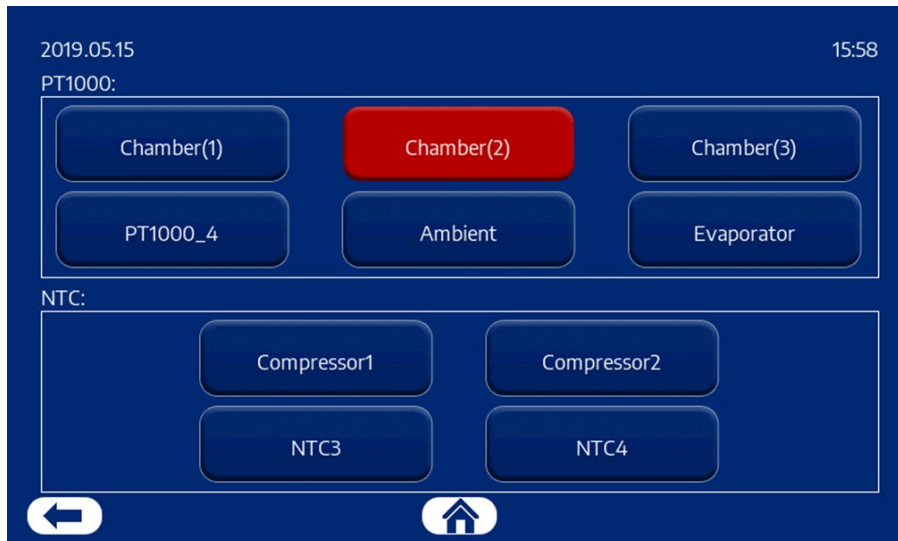 2019.05.15 15:58
PT1000:
Chamber(1) Chamber(2) Chamber(3)
PT1000_4 Ambient Evaporator
NTC:
Compressor1 Compressor2
NTC3 NTC4